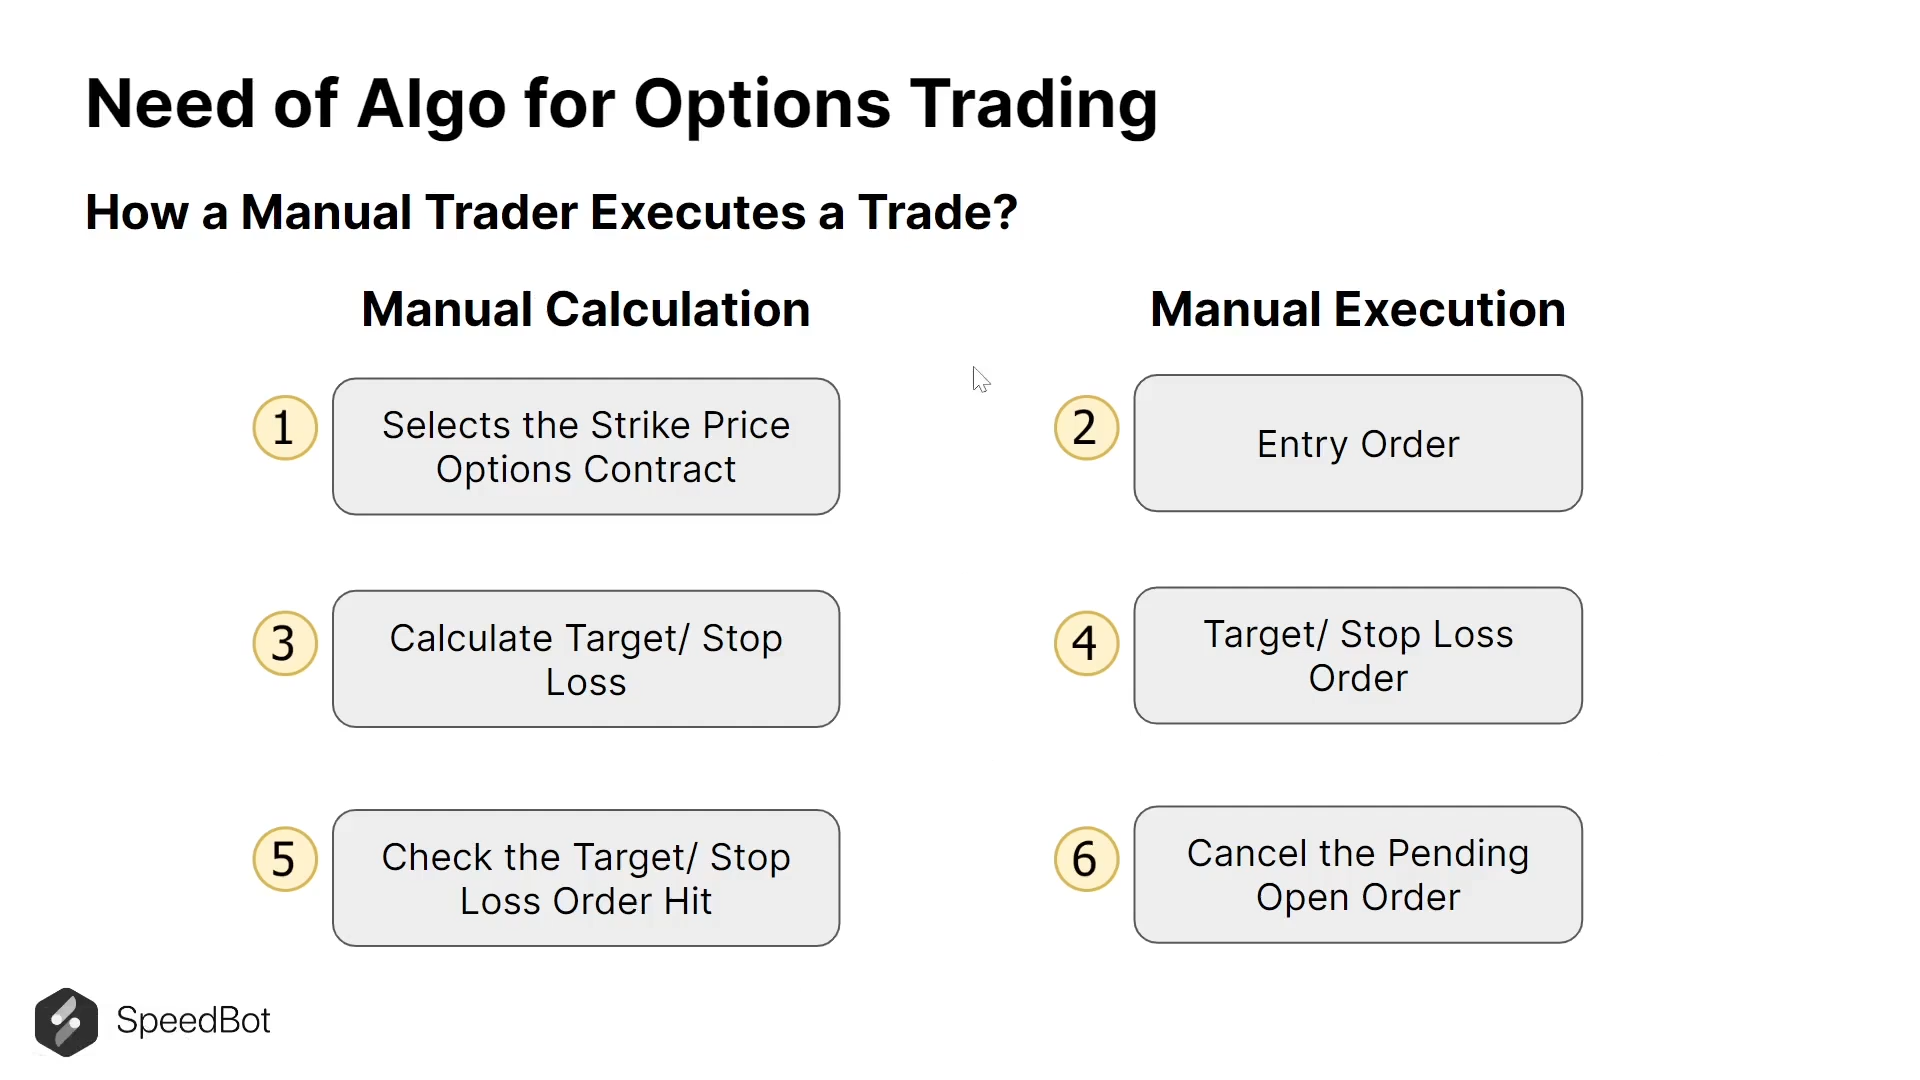 Need of Algo for Options Trading
How a Manual Trader Executes a Trade?
Manual Calculation
Manual Execution
1
Selects the Strike Price
Options Contract
2
Entry Order
3
Calculate Target/ Stop
Loss
4
Target/ Stop Loss
Order
5
Check the Target/ Stop
Loss Order Hit
6
Cancel the Pending
Open Order
SpeedBot